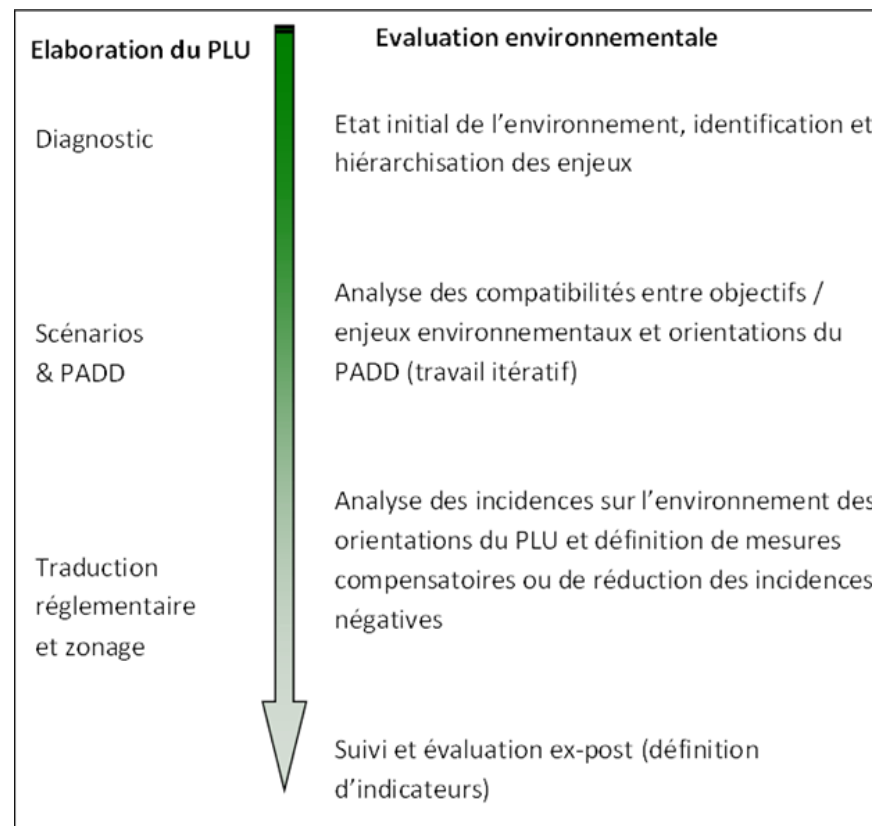 Elaboration du PLU
Evaluation environnementale
Diagnostic
Etat initial de l'environnement, identification et
hiérarchisation des enjeux
Scénarios
& PADD
Analyse des compatibilités entre objectifs /
enjeux environnementaux et orientations du
PADD (travail itératif)
Traduction
réglementaire
et zonage
Analyse des incidences sur l'environnement des
orientations du PLU et définition de mesures
compensatoires ou de réduction des incidences
négatives
Suivi et évaluation ex-post (définition
d'indicateurs)